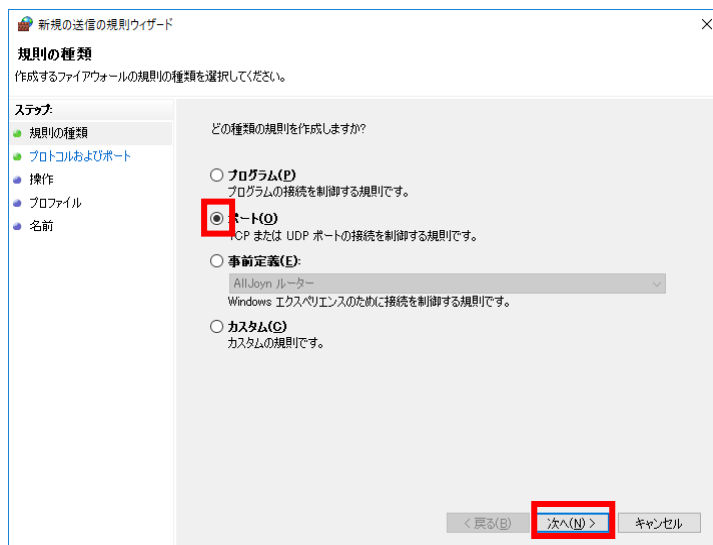 新規の送信の規則ウィザード
規則の種類
作成するファイアウォールの規則の種類を選択してください。
ステップ:
規則の種類
プロトコルおよびポート
操作
プロファイル
名前
どの種類の規則を作成しますか?
プログラム(P)
プログラムの接続を制御する規則です。
ポート(O)
TCP または UDP ポートの接続を制御する規則です。
事前定義(E):
AllJoyn ルーター
Windows エクスペリエンスのために接続を制御する規則です。
カスタム(C)
カスタムの規則です。
< 戻る(B) 次へ(N) > キャンセル